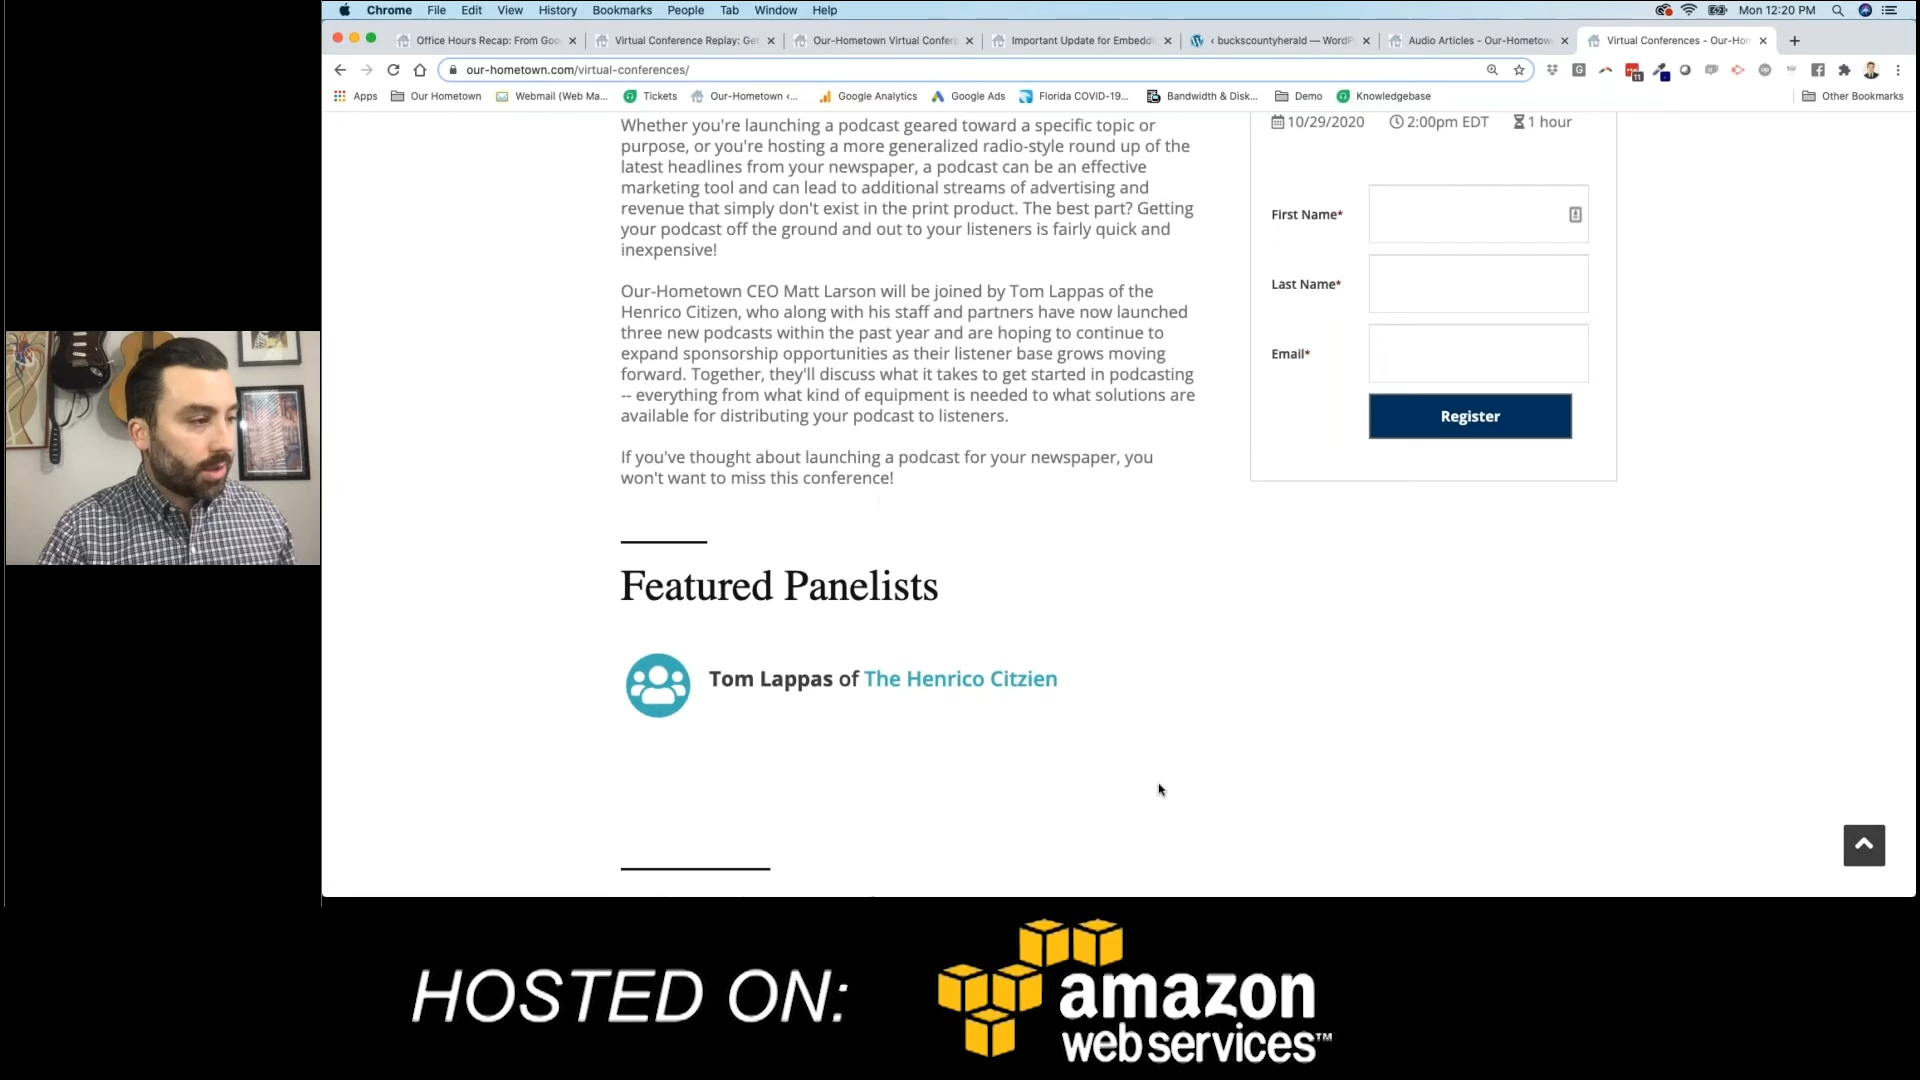 Chrome File Edit View History Bookmarks People Tab Window Help
Mon 12:20 PM
Office Hours Recap: From Goo
Virtual Conference Replay: Ge
Our-Hometown Virtual Confere
Important Update for Embeddi
‹ buckscountyherald — WordP
Audio Articles - Our-Hometow
Virtual Conferences - Our-Hon
our-hometown.com/virtual-conferences/
Apps Our Hometown Webmail (Web Ma... Tickets Our-Hometown ‹... Google Analytics Google Ads Florida COVID-19... Bandwidth & Disk... Demo Knowledgebase Other Bookmarks
Whether you're launching a podcast geared toward a specific topic or
purpose, or you're hosting a more generalized radio-style round up of the
latest headlines from your newspaper, a podcast can be an effective
marketing tool and can lead to additional streams of advertising and
revenue that simply don't exist in the print product. The best part? Getting
your podcast off the ground and out to your listeners is fairly quick and
inexpensive!
Our-Hometown CEO Matt Larson will be joined by Tom Lappas of the
Henrico Citizen, who along with his staff and partners have now launched
three new podcasts within the past year and are hoping to continue to
expand sponsorship opportunities as their listener base grows moving
forward. Together, they'll discuss what it takes to get started in podcasting
-- everything from what kind of equipment is needed to what solutions are
available for distributing your podcast to listeners.
If you've thought about launching a podcast for your newspaper, you
won't want to miss this conference!
Featured Panelists
Tom Lappas of The Henrico Citzien
10/29/2020 2:00pm EDT 1 hour
First Name*
Last Name*
Email*
Register
HOSTED ON:
amazon
web services™